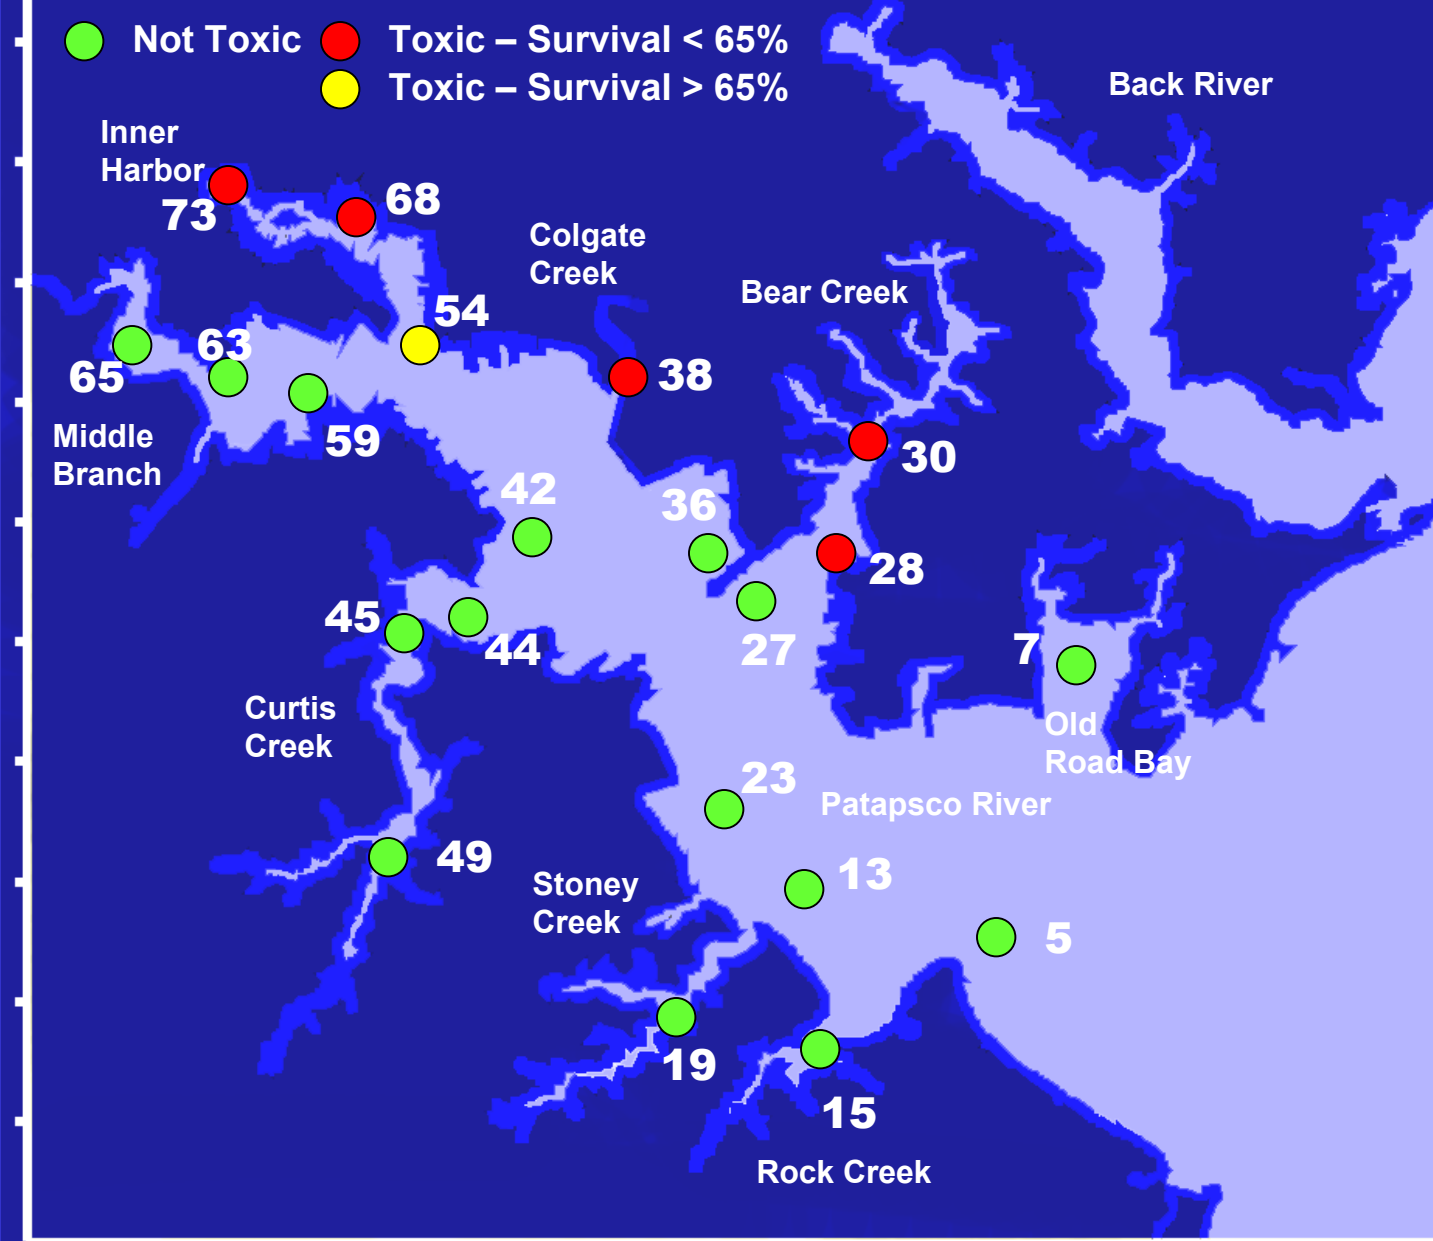 Not Toxic
Toxic – Survival < 65%
Toxic – Survival > 65%
Back River
Inner
Harbor
73
68
Colgate
Creek
Bear Creek
54
63
65
38
59
Middle
Branch
30
42
36
28
45
44
27
7
Curtis
Creek
Old
Road Bay
23
Patapsco River
49
13
Stoney
Creek
5
19
15
Rock Creek